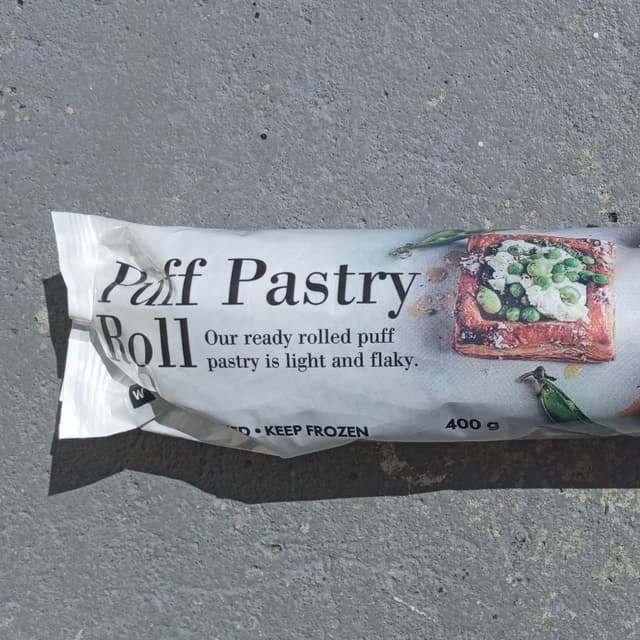 Puff Pastry
Roll
Our ready rolled puff
pastry is light and flaky.
W
• KEEP FROZEN
400 g